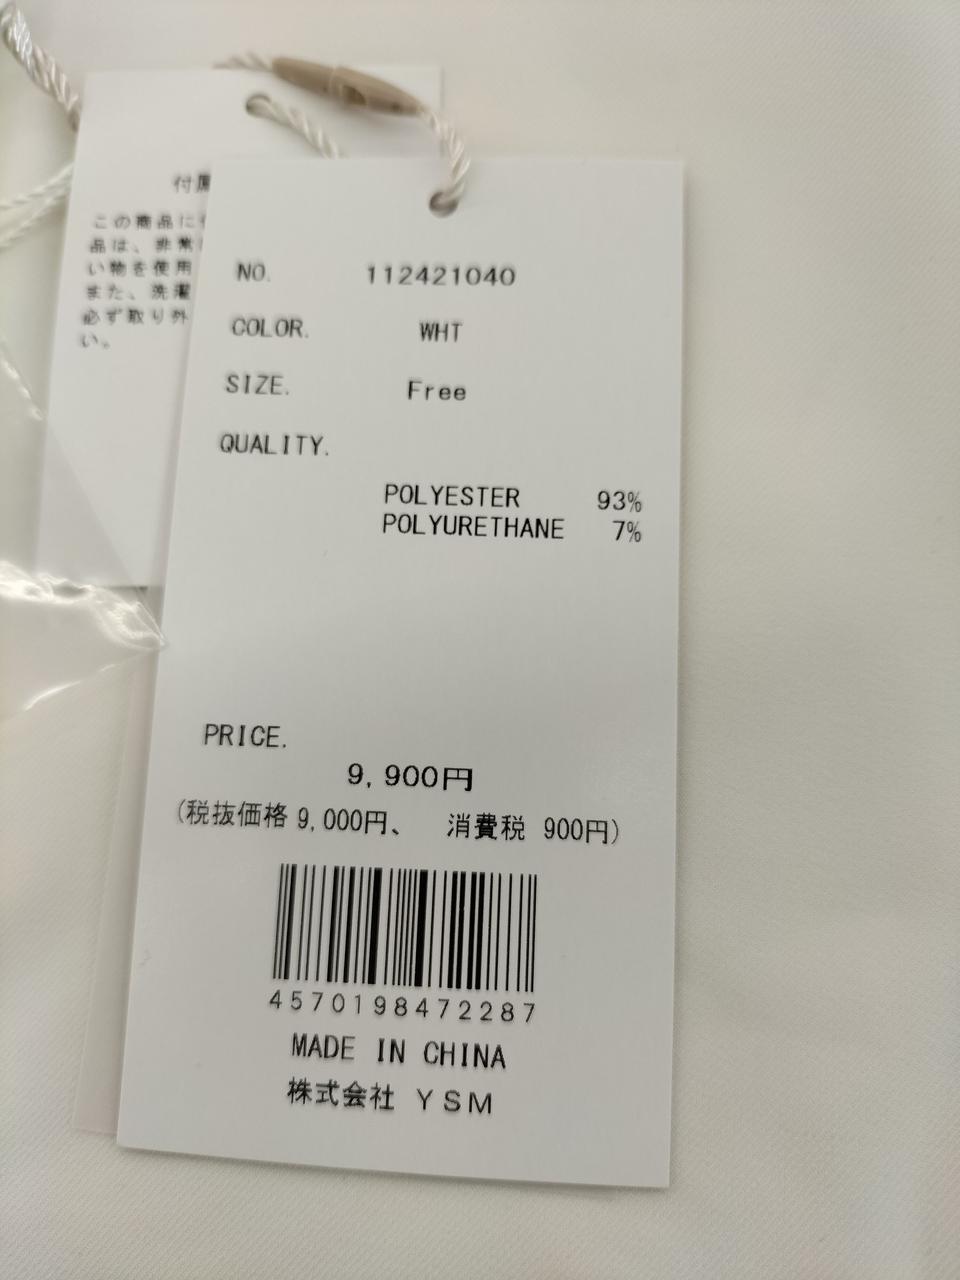 付属
この商品に
品は、非常
い物を使用
また、洗濯
必ず取り外
い。
NO. 112421040
COLOR. WHT
SIZE. Free
QUALITY.
POLYESTER 93%
POLYURETHANE 7%
PRICE.
9,900円
(税抜価格 9,000円、 消費税 900円)
4570198472287
MADE IN CHINA
株式会社 YSM